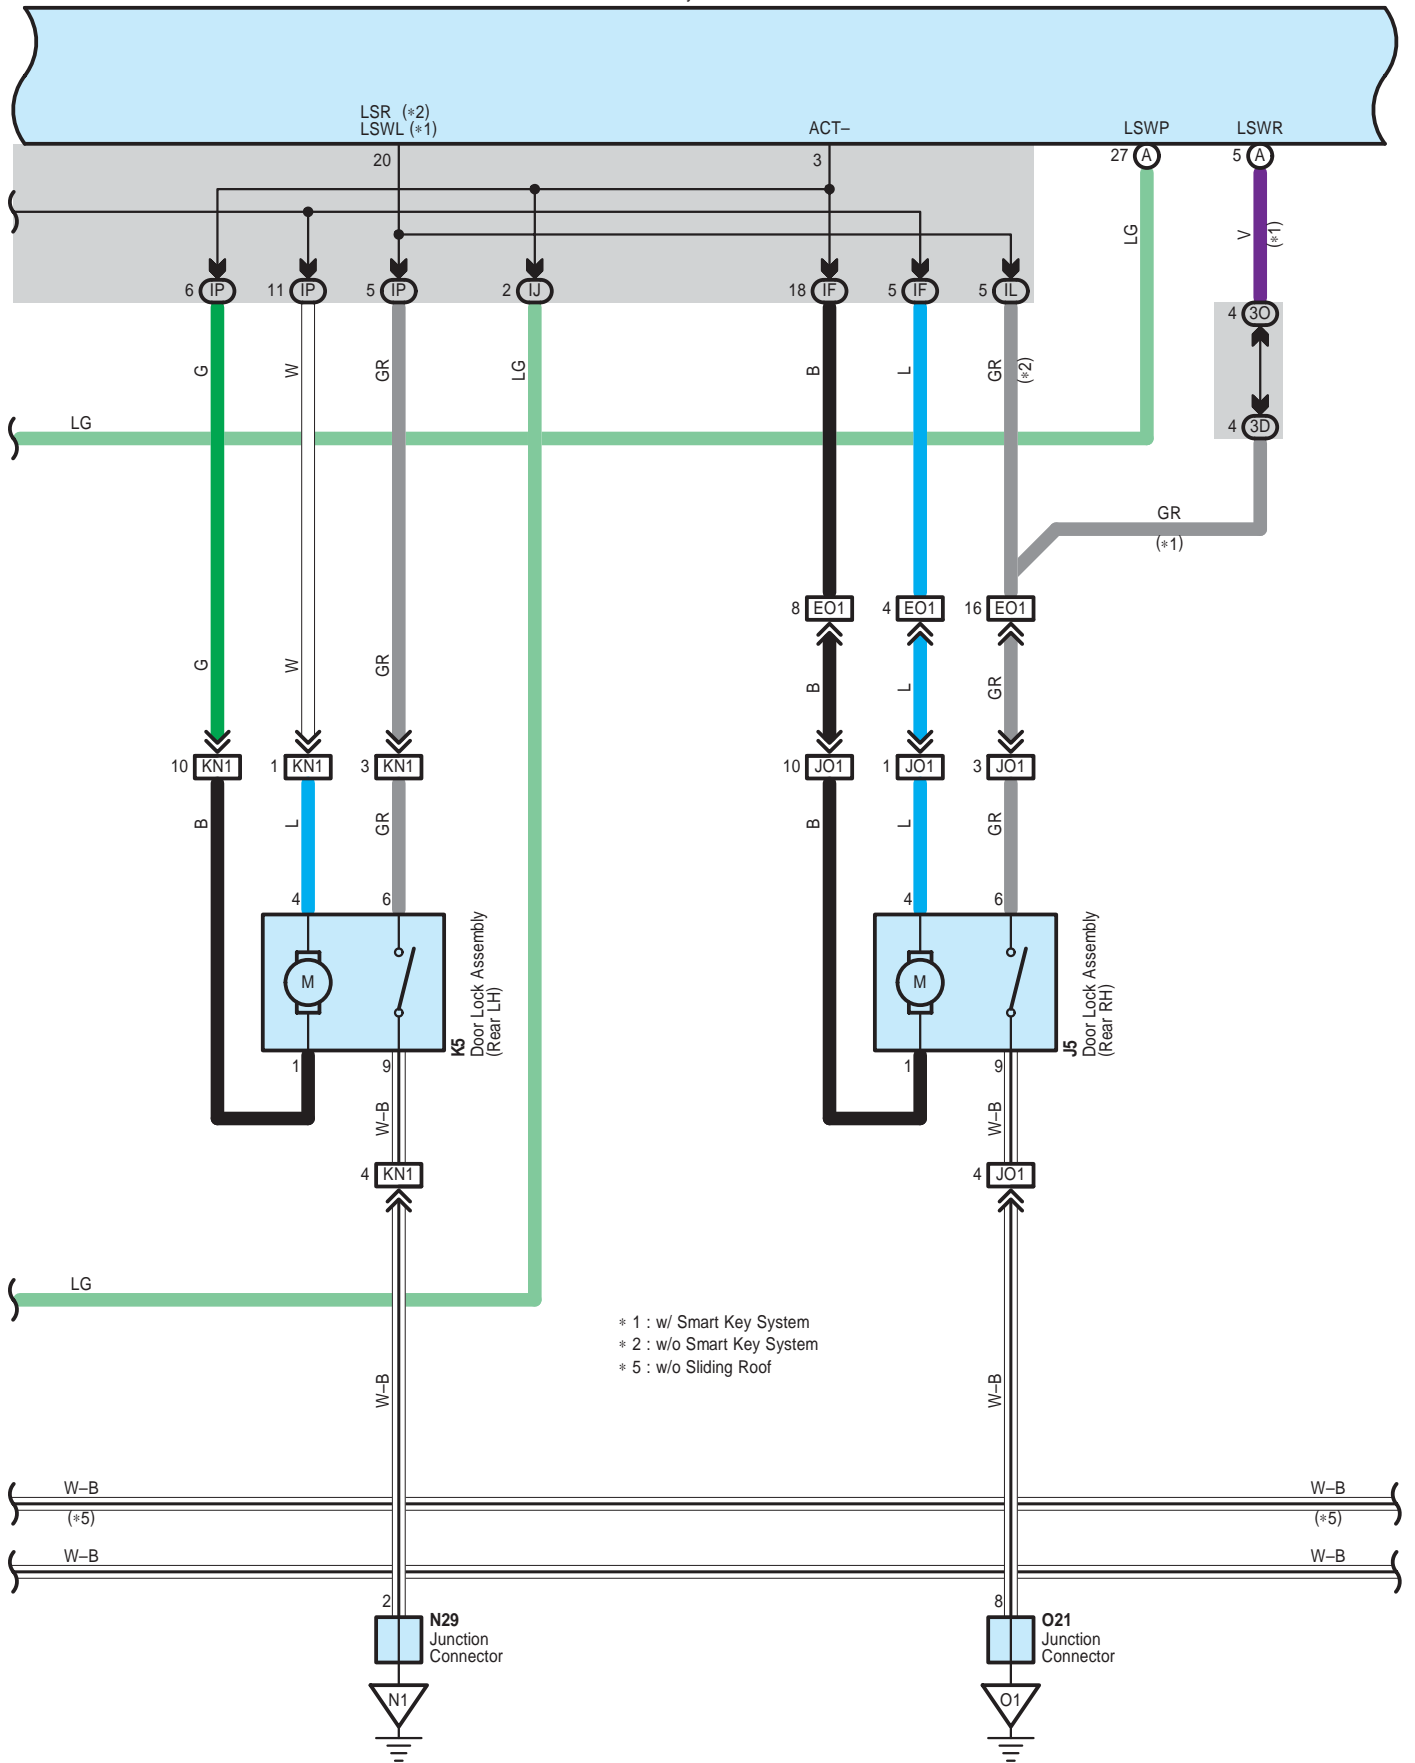 LSR (*2)
LSWL (*1)
ACT–
LSWP
LSWR
20
3
27 A
5 A
LG
V
(*1)
6 IP
11 IP
5 IP
2 IJ
18 IF
5 IF
5 IL
4 3O
G
W
GR
LG
B
L
GR
(*2)
LG
4 3D
GR
(*1)
8 EO1
4 EO1
16 EO1
G
W
GR
B
L
GR
10 KN1
1 KN1
3 KN1
10 JO1
1 JO1
3 JO1
B
L
GR
B
L
GR
4
6
4
6
M
M
K5
Door Lock Assembly
(Rear LH)
J5
Door Lock Assembly
(Rear RH)
1
9
1
9
W–B
W–B
4 KN1
4 JO1
LG
* 1 : w/ Smart Key System
* 2 : w/o Smart Key System
* 5 : w/o Sliding Roof
W–B
W–B
W–B
(*5)
W–B
(*5)
W–B
W–B
2
8
N29
Junction
Connector
O21
Junction
Connector
N1
O1